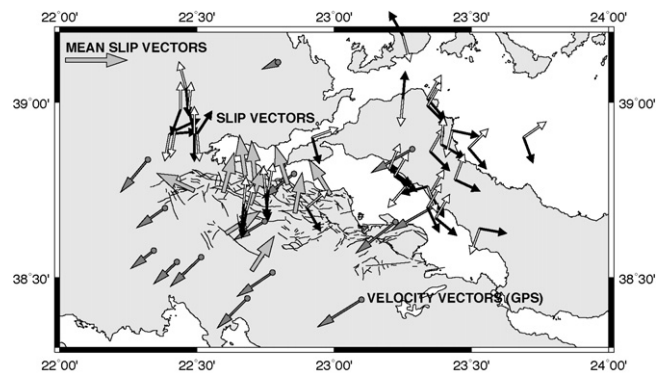 22˚00' 22˚30' 23˚00' 23˚30' 24˚00'
MEAN SLIP VECTORS
39˚00' 39˚00'
SLIP VECTORS
38˚30' 38˚30'
VELOCITY VECTORS (GPS)
22˚00' 22˚30' 23˚00' 23˚30' 24˚00'